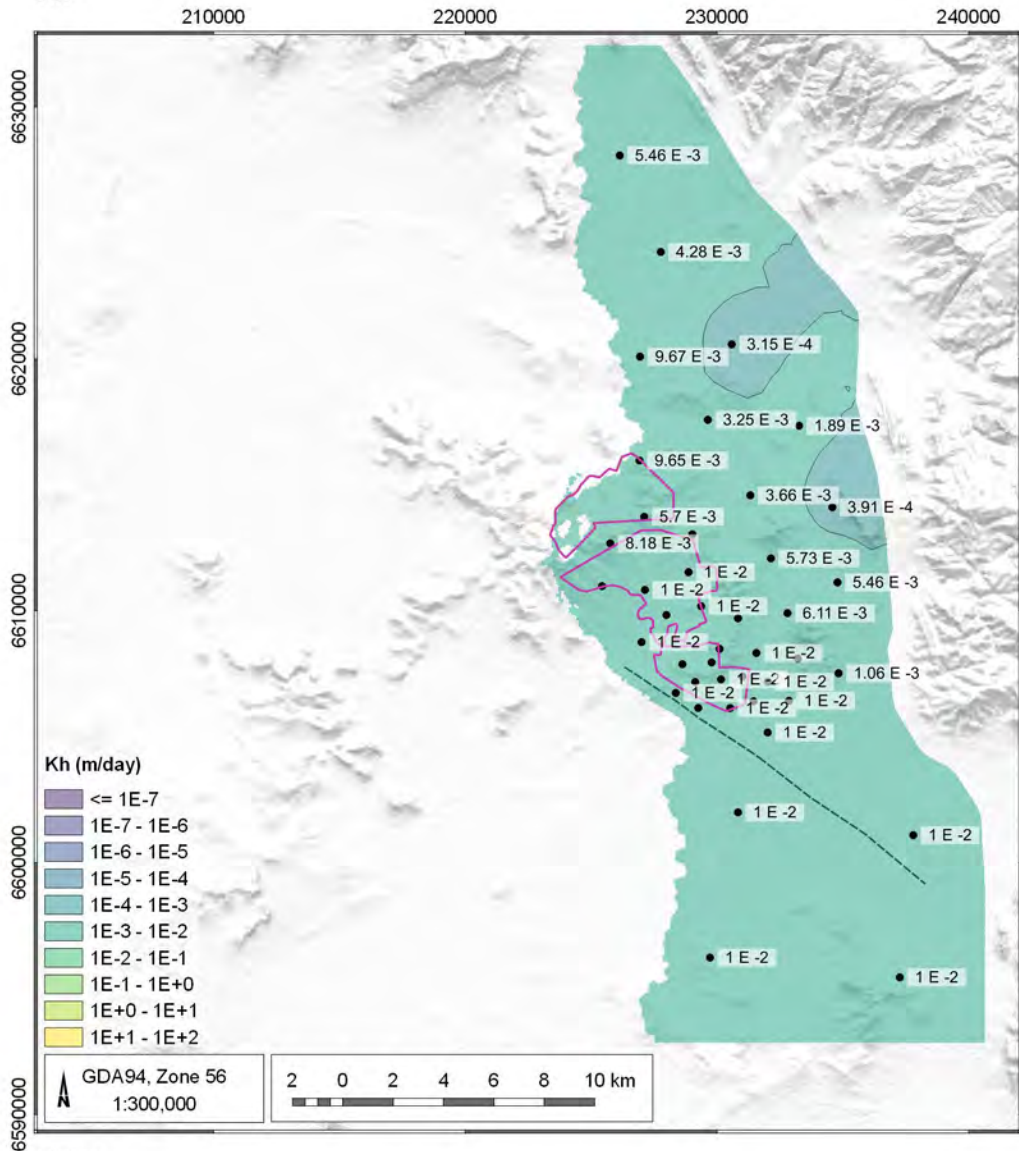 210000
220000
230000
240000
6630000
5.46 E -3
4.28 E -3
6620000
3.15 E -4
9.67 E -3
3.25 E -3
1.89 E -3
9.65 E -3
3.66 E -3
3.91 E -4
5.7 E -3
8.18 E -3
5.73 E -3
1 E -2
5.46 E -3
1 E -2
6610000
1 E -2
6.11 E -3
1 E -2
1 E -2
1.06 E -3
1 E -2
1 E -2
1 E -2
1 E -2
1 E -2
1 E -2
1 E -2
1 E -2
6600000
1 E -2
1 E -2
Kh (m/day)
<= 1E-7
1E-7 - 1E-6
1E-6 - 1E-5
1E-5 - 1E-4
1E-4 - 1E-3
1E-3 - 1E-2
1E-2 - 1E-1
1E-1 - 1E+0
1E+0 - 1E+1
1E+1 - 1E+2
N
GDA94, Zone 56
1:300,000
2 0 2 4 6 8 10 km
6590000